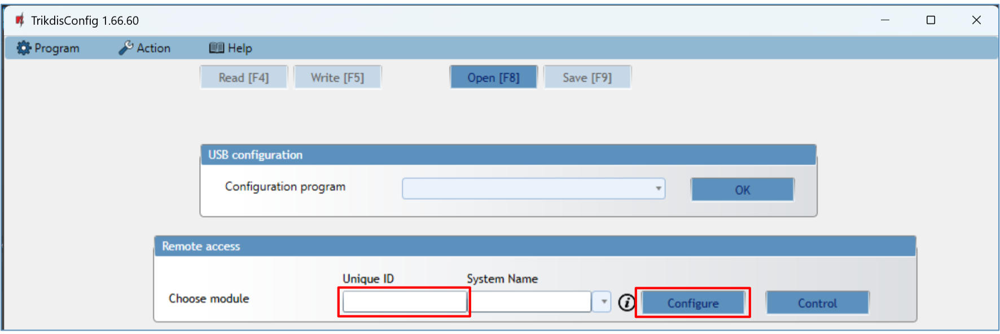 TrikdisConfig 1.66.60
Program Action Help
Read [F4] Write [F5] Open [F8] Save [F9]
USB configuration
Configuration program OK
Remote access
Unique ID System Name
Choose module Configure Control